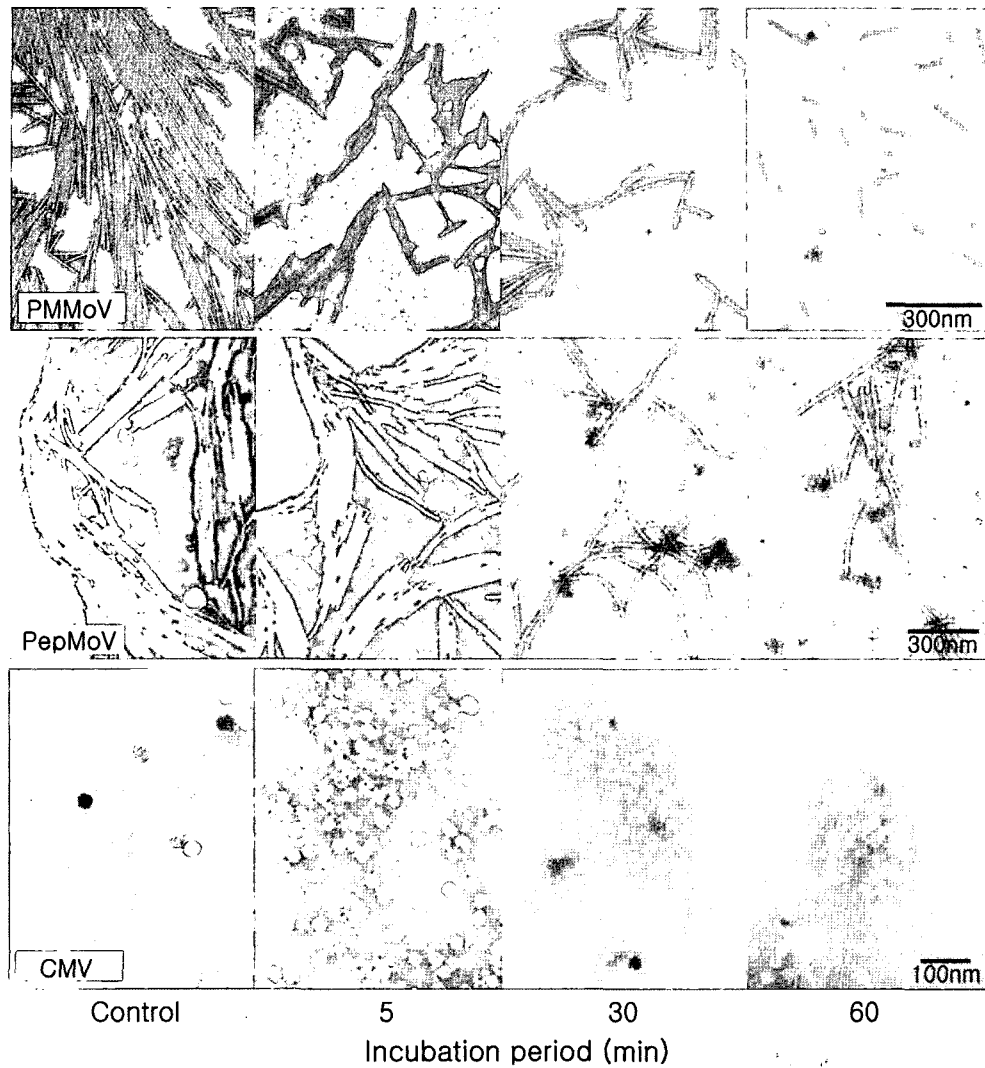 PMMoV
300nm
PepMoV
300nm
CMV
100nm
Control 5 30 60
Incubation period (min)